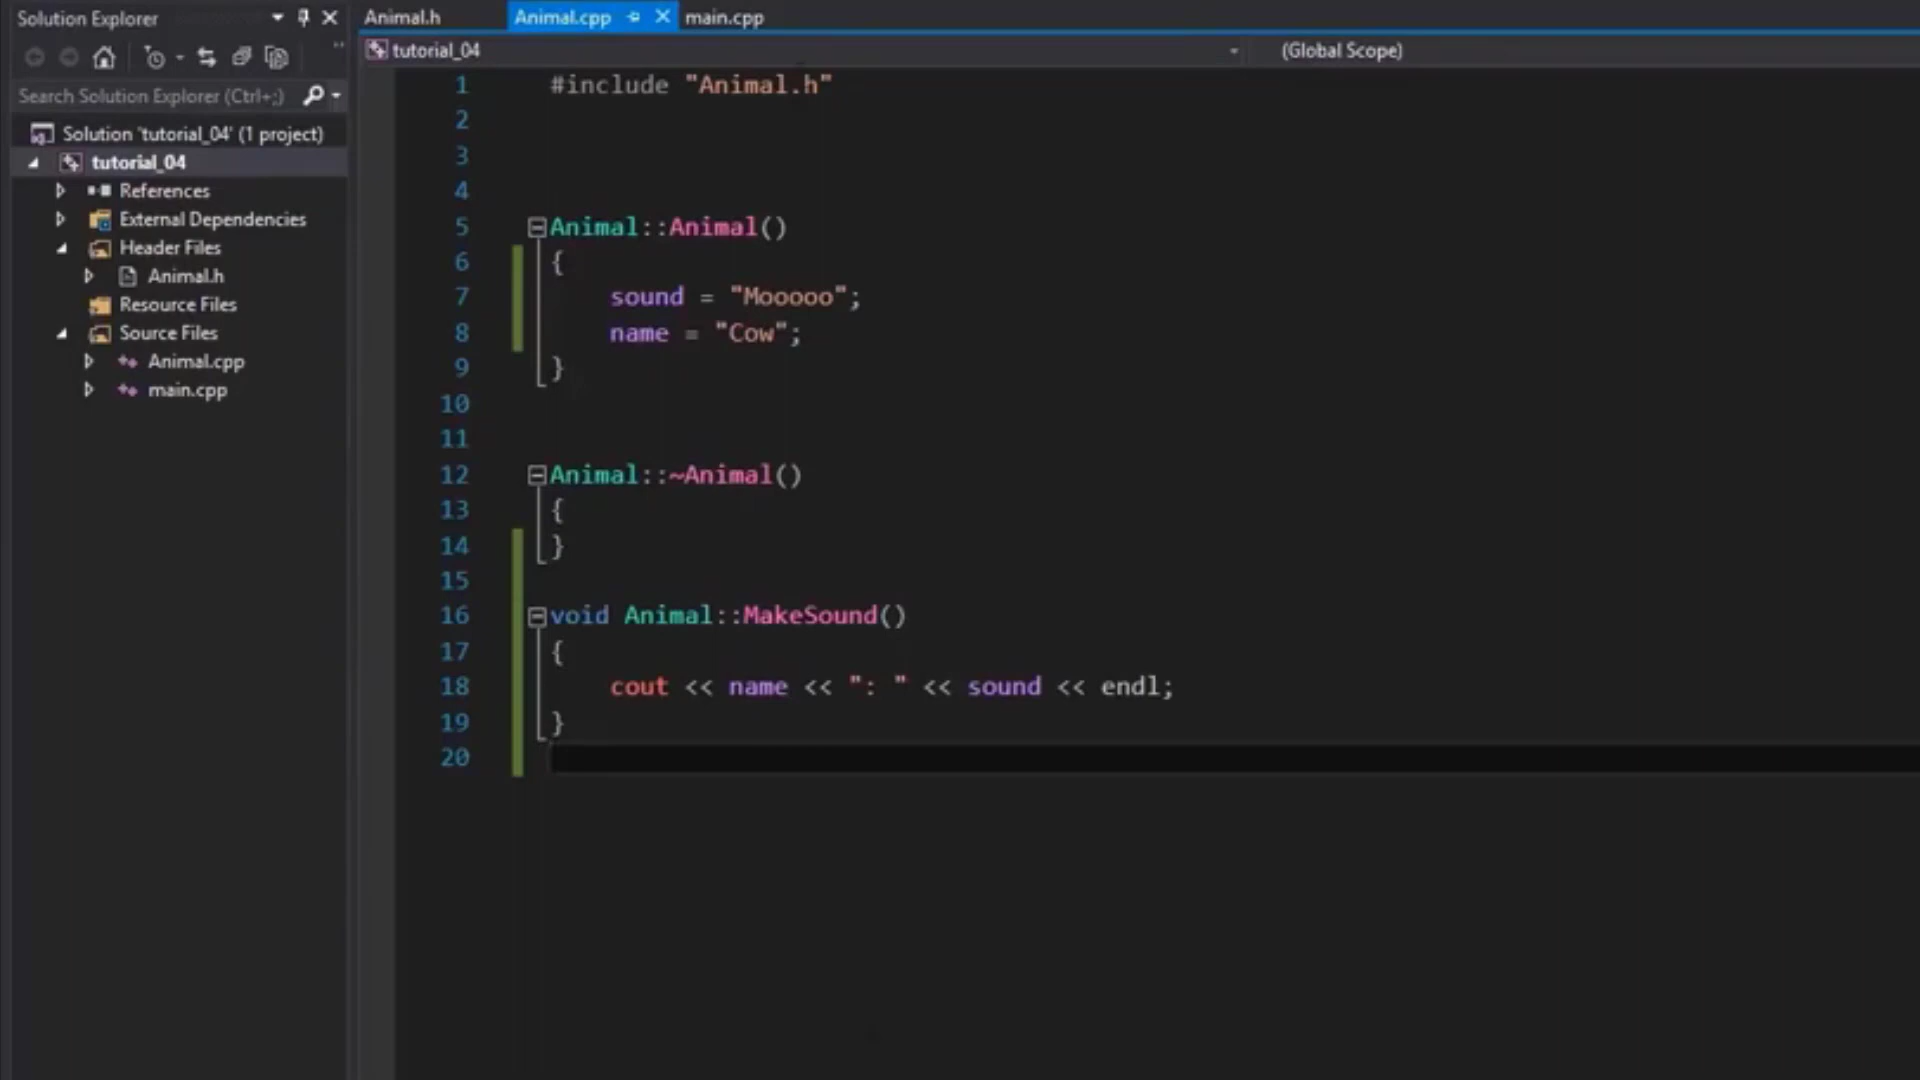 Solution Explorer
Search Solution Explorer (Ctrl+;)
Solution 'tutorial_04' (1 project)
tutorial_04
References
External Dependencies
Header Files
Animal.h
Resource Files
Source Files
Animal.cpp
main.cpp
Animal.h Animal.cpp main.cpp
tutorial_04 (Global Scope)
1 #include "Animal.h"
2
3
4
5 Animal::Animal()
6 {
7 sound = "Mooooo";
8 name = "Cow";
9 }
10
11
12 Animal::~Animal()
13 {
14 }
15
16 void Animal::MakeSound()
17 {
18 cout << name << ": " << sound << endl;
19 }
20